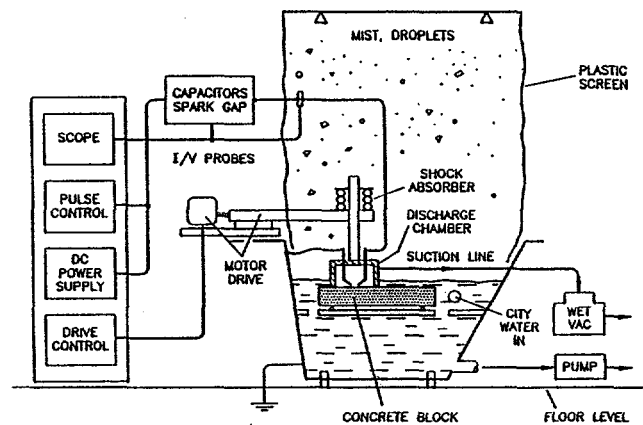 MIST, DROPLETS
PLASTIC
SCREEN
CAPACITORS
SPARK GAP
SCOPE
I/V PROBES
SHOCK
ABSORBER
PULSE
CONTROL
DISCHARGE
CHAMBER
MOTOR
DRIVE
SUCTION LINE
DC
POWER
SUPPLY
CITY
WATER
IN
WET
VAC
DRIVE
CONTROL
PUMP
CONCRETE BLOCK
FLOOR LEVEL